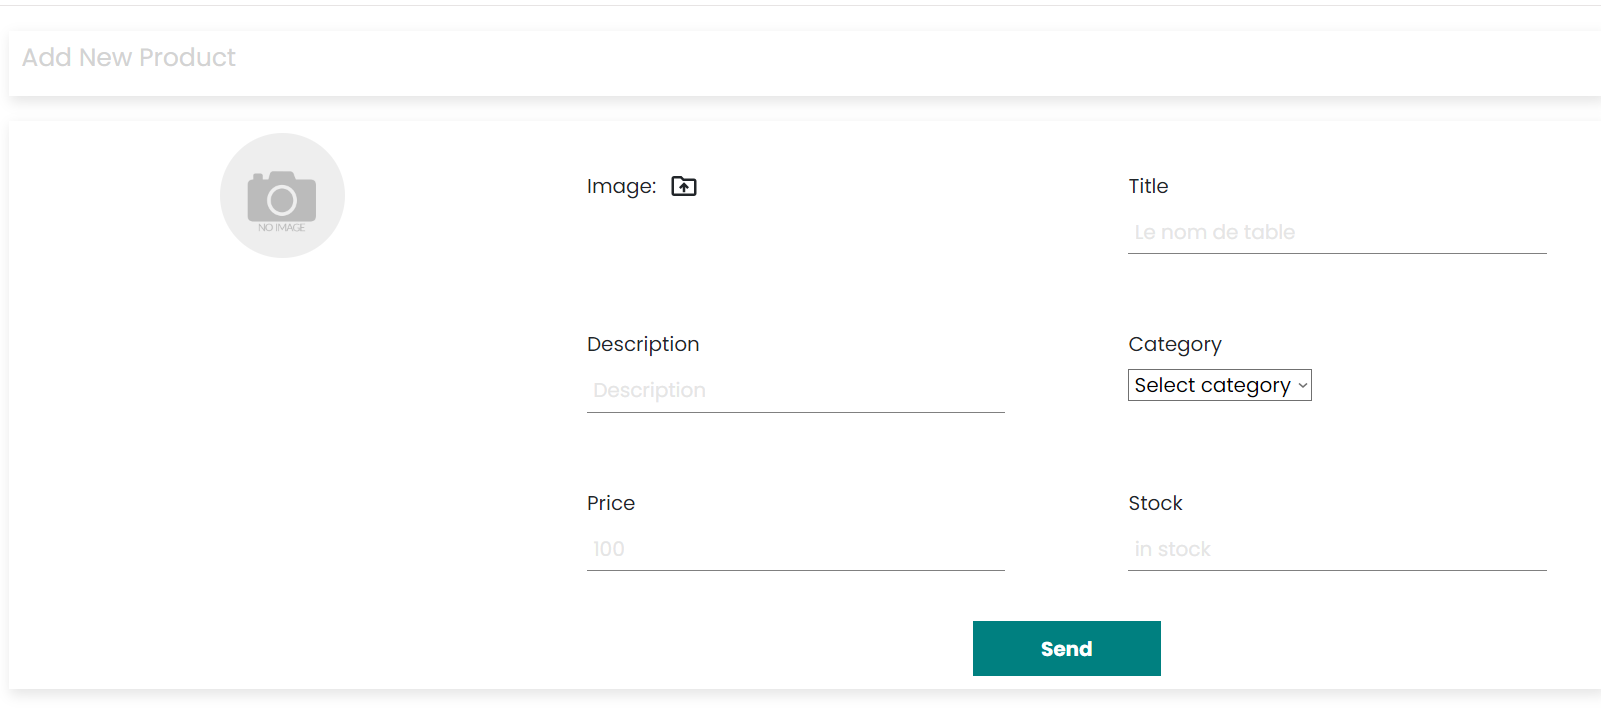 Add New Product
NO IMAGE
Image:
Title
Le nom de table
Description
Category
Description
Select category
Price
Stock
100
in stock
Send